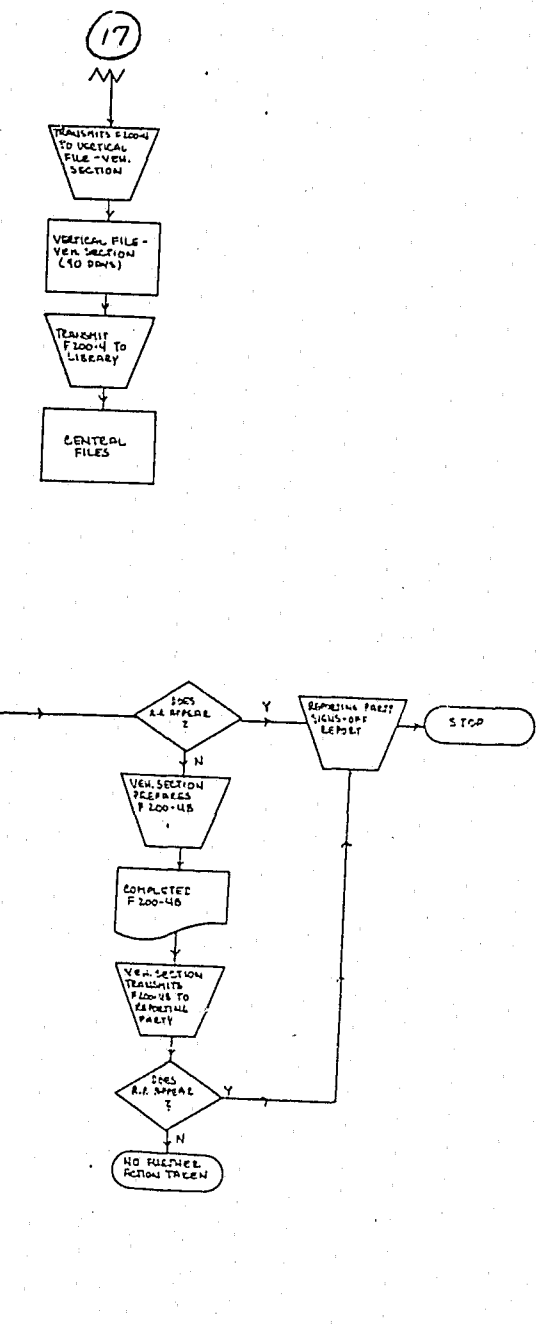 17
TRANSMITS F200-4
TO VERTICAL
FILE - VEH.
SECTION
VERTICAL FILE -
VEH. SECTION
(90 DAYS)
TRANSMIT
F200-4 TO
LIBRARY
CENTRAL
FILES
DOES
R.P. APPEAR
?
Y
REPORTING PARTY
SIGNS-OFF
REPORT
STOP
N
VEH. SECTION
PREPARES
F200-4B
COMPLETED
F200-4B
VEH. SECTION
TRANSMITS
F200-4B TO
REPORTING
PARTY
DOES
R.P. APPEAR
?
Y
N
NO FURTHER
ACTION TAKEN